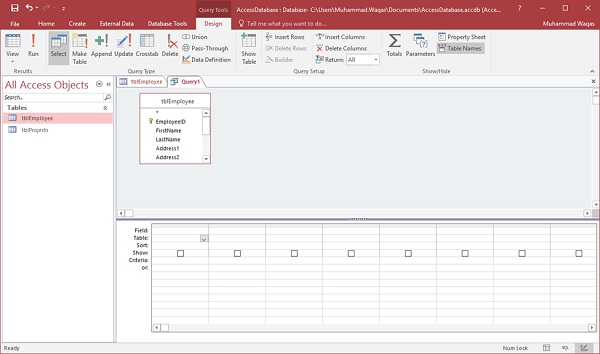 Query Tools
AccessDatabase : Database- C:\Users\Muhammad.Waqas\Documents\AccessDatabase.accdb (Acce...
File
Home
Create
External Data
Database Tools
Design
Tell me what you want to do...
Muhammad Waqas
View
Run
Select
Make Table
Append
Update
Crosstab
Delete
Union
Pass-Through
Data Definition
Show Table
Insert Rows
Delete Rows
Builder
Insert Columns
Delete Columns
Return: All
Totals
Parameters
Property Sheet
Table Names
Results
Query Type
Query Setup
Show/Hide
All Access Objects
Search...
Tables
tblEmployee
tblProjects
tblEmployee
Query1
tblEmployee
*
EmployeeID
FirstName
LastName
Address1
Address2
Field:
Table:
Sort:
Show:
Criteria:
or:
Ready
Num Lock
SQL